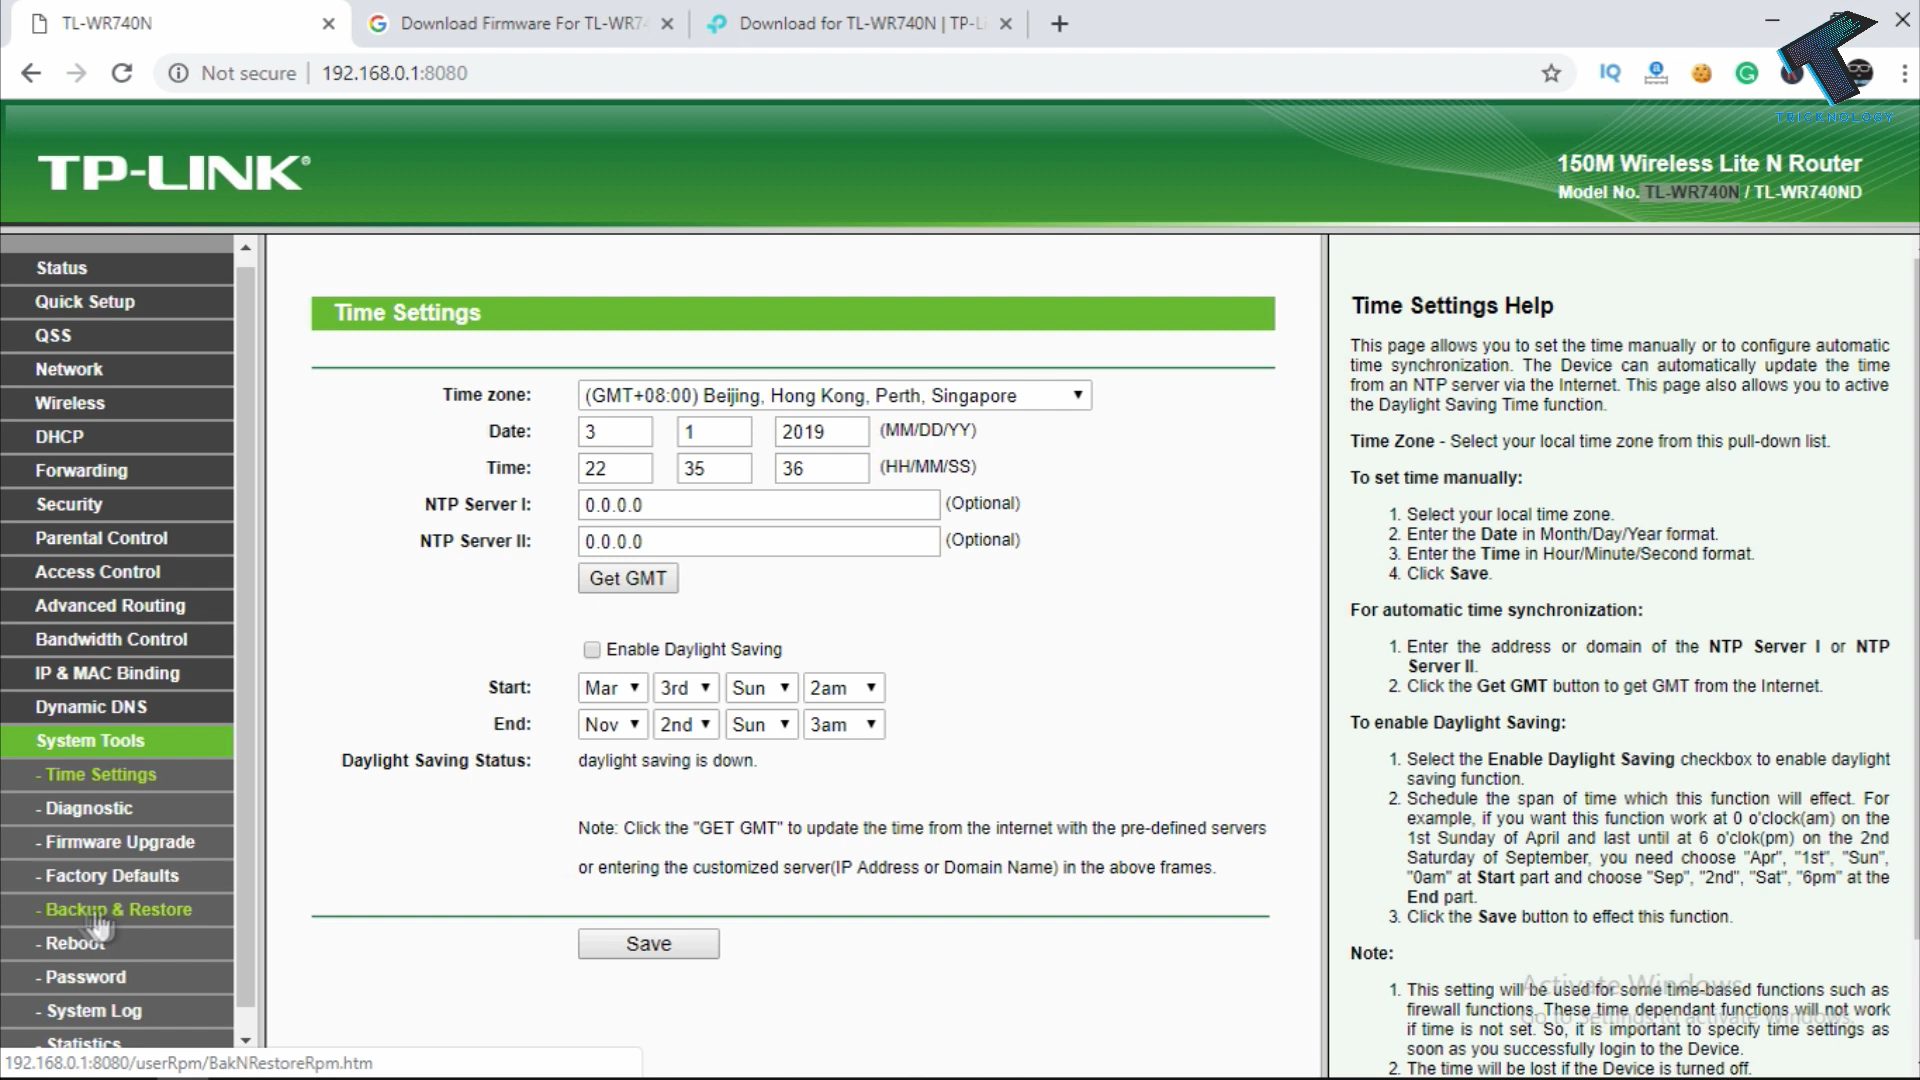 TL-WR740N
Download Firmware For TL-WR74
Download for TL-WR740N | TP-Li
Not secure
192.168.0.1:8080
IQ
TRICKNOLOGY
TP-LINK®
150M Wireless Lite N Router
Model No. TL-WR740N / TL-WR740ND
Status
Quick Setup
QSS
Network
Wireless
DHCP
Forwarding
Security
Parental Control
Access Control
Advanced Routing
Bandwidth Control
IP & MAC Binding
Dynamic DNS
System Tools
- Time Settings
- Diagnostic
- Firmware Upgrade
- Factory Defaults
- Backup & Restore
- Reboot
- Password
- System Log
- Statistics
192.168.0.1:8080/userRpm/BakNRestoreRpm.htm
Time Settings
Time zone: (GMT+08:00) Beijing, Hong Kong, Perth, Singapore
Date: 3 1 2019 (MM/DD/YY)
Time: 22 35 36 (HH/MM/SS)
NTP Server I: 0.0.0.0 (Optional)
NTP Server II: 0.0.0.0 (Optional)
Get GMT
Enable Daylight Saving
Start: Mar 3rd Sun 2am
End: Nov 2nd Sun 3am
Daylight Saving Status: daylight saving is down.
Note: Click the "GET GMT" to update the time from the internet with the pre-defined servers
or entering the customized server(IP Address or Domain Name) in the above frames.
Save
Time Settings Help
This page allows you to set the time manually or to configure automatic
time synchronization. The Device can automatically update the time
from an NTP server via the Internet. This page also allows you to active
the Daylight Saving Time function.
Time Zone - Select your local time zone from this pull-down list.
To set time manually:
1. Select your local time zone.
2. Enter the Date in Month/Day/Year format.
3. Enter the Time in Hour/Minute/Second format.
4. Click Save.
For automatic time synchronization:
1. Enter the address or domain of the NTP Server I or NTP
Server II.
2. Click the Get GMT button to get GMT from the Internet.
To enable Daylight Saving:
1. Select the Enable Daylight Saving checkbox to enable daylight
saving function.
2. Schedule the span of time which this function will effect. For
example, if you want this function work at 0 o'clock(am) on the
1st Sunday of April and last until at 6 o'clok(pm) on the 2nd
Saturday of September, you need choose "Apr", "1st", "Sun",
"0am" at Start part and choose "Sep", "2nd", "Sat", "6pm" at the
End part.
3. Click the Save button to effect this function.
Note:
1. This setting will be used for some time-based functions such as
firewall functions. These time dependant functions will not work
if time is not set. So, it is important to specify time settings as
soon as you successfully login to the Device.
2. The time will be lost if the Device is turned off.
Activate Windows
Go to Settings to activate Windows.